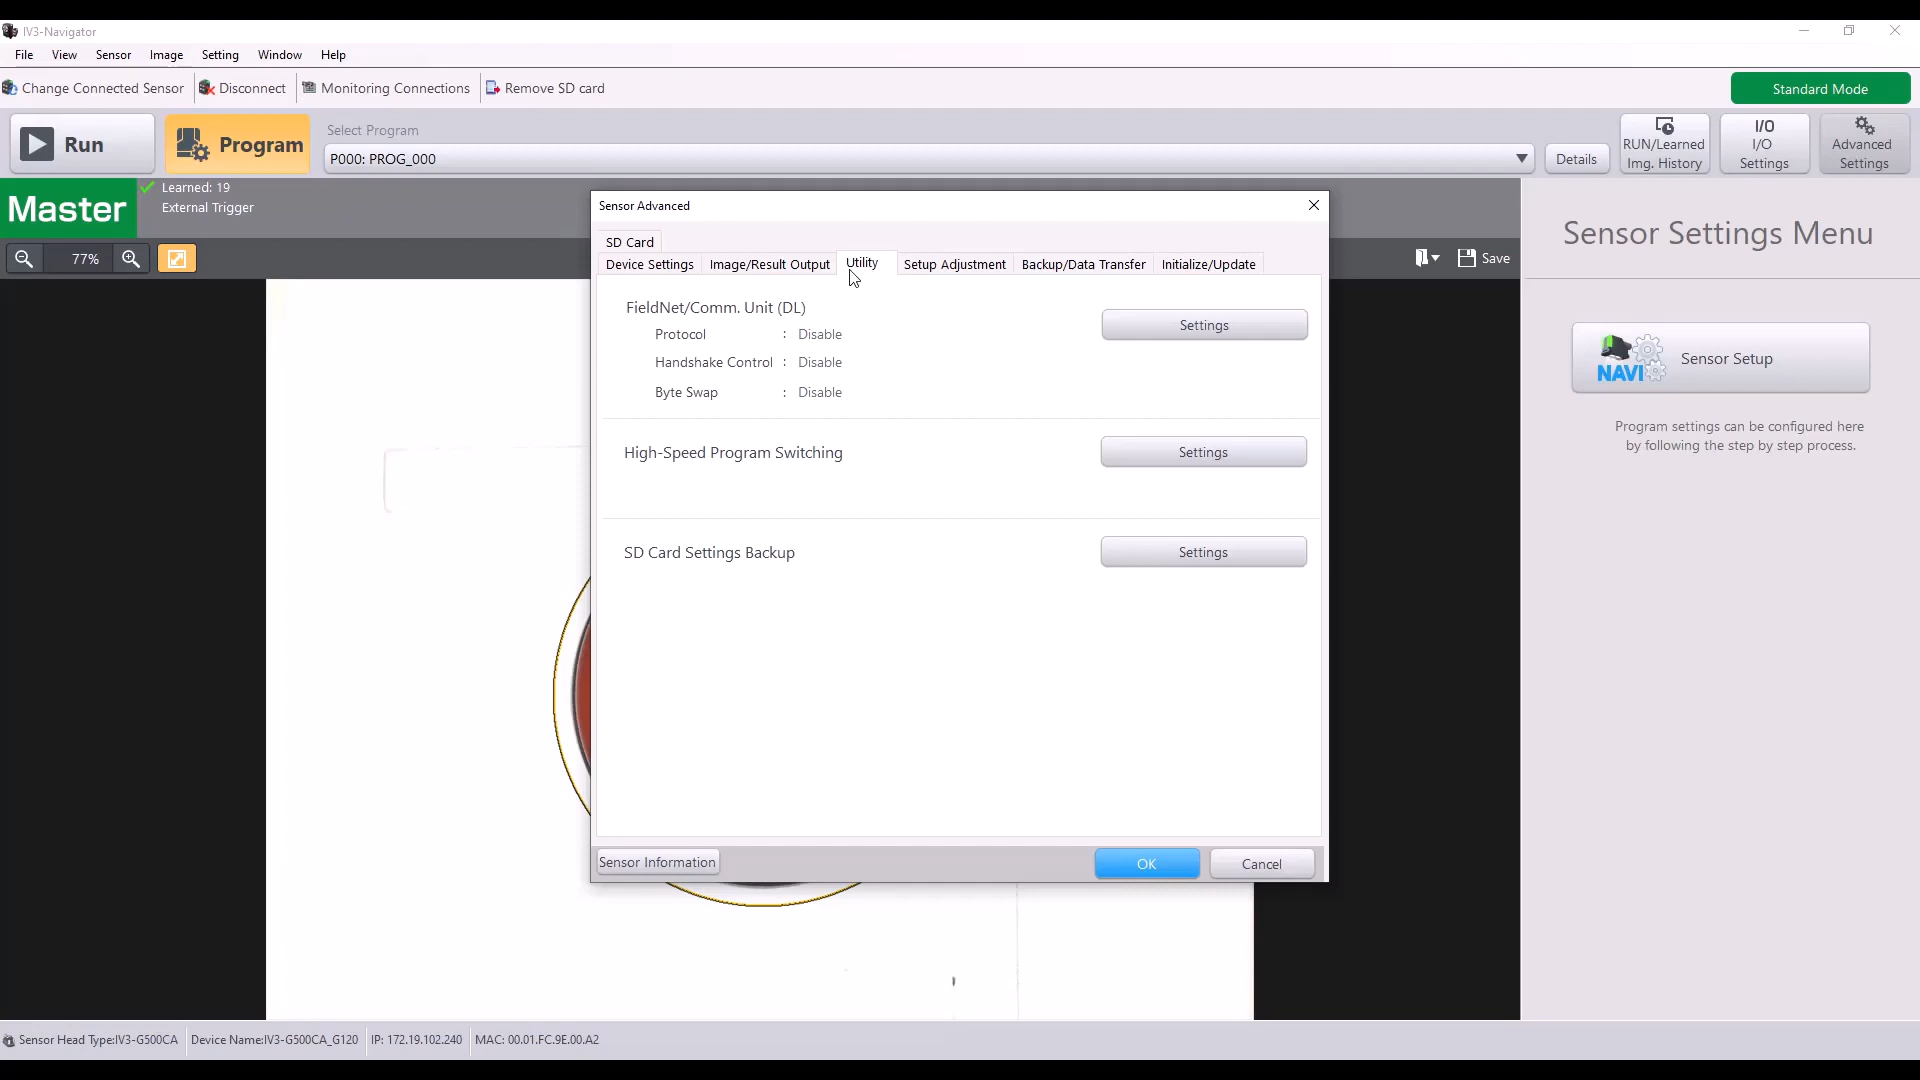 IV3-Navigator
File View Sensor Image Setting Window Help
Change Connected Sensor Disconnect Monitoring Connections Remove SD card
Standard Mode
Run
Program
Select Program
P000: PROG_000
Details
RUN/Learned
Img. History
I/O
I/O
Settings
Advanced
Settings
Master
Learned: 19
External Trigger
77%
Save
Sensor Advanced
SD Card
Device Settings Image/Result Output Utility Setup Adjustment Backup/Data Transfer Initialize/Update
FieldNet/Comm. Unit (DL)
Settings
Protocol : Disable
Handshake Control : Disable
Byte Swap : Disable
High-Speed Program Switching
Settings
SD Card Settings Backup
Settings
Sensor Information
OK
Cancel
Sensor Settings Menu
NAVI
Sensor Setup
Program settings can be configured here
by following the step by step process.
Sensor Head Type:IV3-G500CA Device Name:IV3-G500CA_G120 IP: 172.19.102.240 MAC: 00.01.FC.9E.00.A2